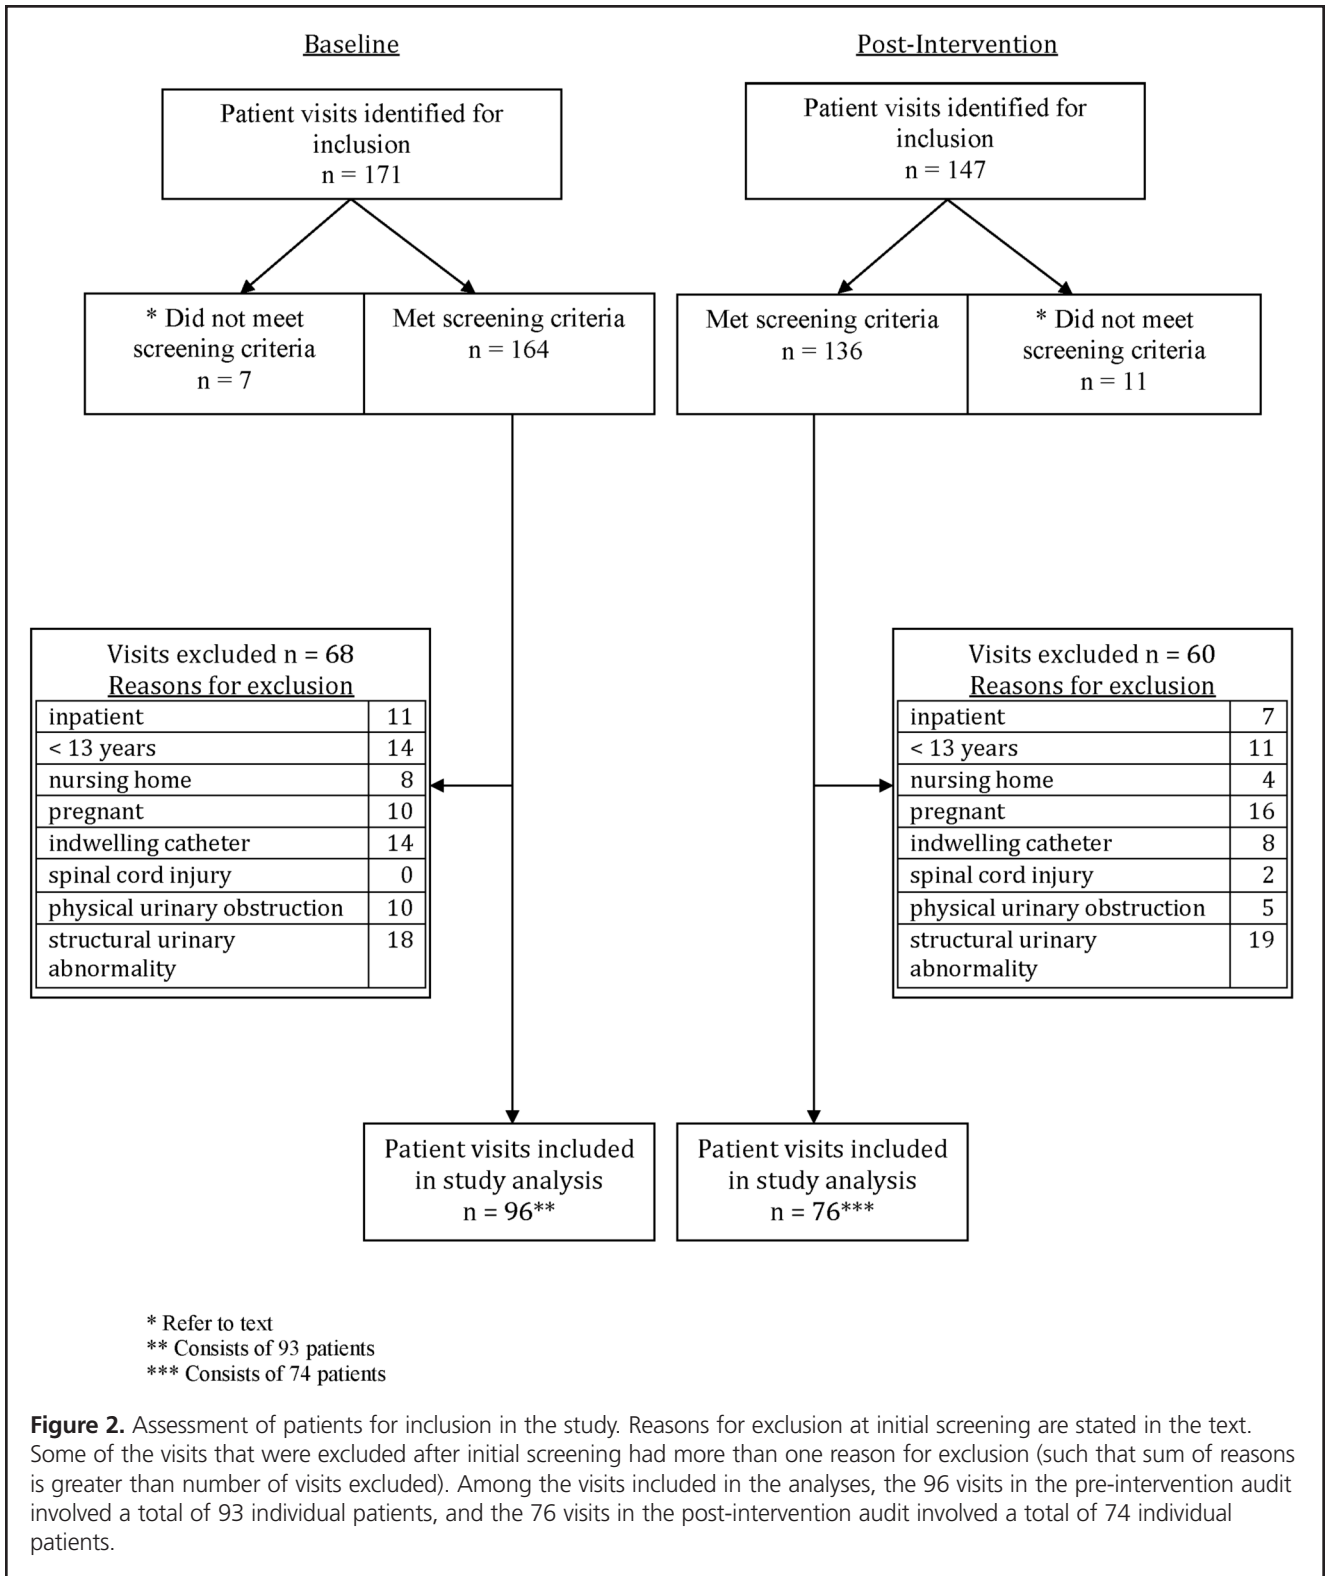 Baseline
Patient visits identified for
inclusion
n = 171
* Did not meet
screening criteria
n = 7
Met screening criteria
n = 164
Visits excluded n = 68
Reasons for exclusion
inpatient 11
< 13 years 14
nursing home 8
pregnant 10
indwelling catheter 14
spinal cord injury 0
physical urinary obstruction 10
structural urinary 18
abnormality
Patient visits included
in study analysis
n = 96**
Post-Intervention
Patient visits identified for
inclusion
n = 147
Met screening criteria
n = 136
* Did not meet
screening criteria
n = 11
Visits excluded n = 60
Reasons for exclusion
inpatient 7
< 13 years 11
nursing home 4
pregnant 16
indwelling catheter 8
spinal cord injury 2
physical urinary obstruction 5
structural urinary 19
abnormality
Patient visits included
in study analysis
n = 76***
* Refer to text
** Consists of 93 patients
*** Consists of 74 patients
Figure 2. Assessment of patients for inclusion in the study. Reasons for exclusion at initial screening are stated in the text.
Some of the visits that were excluded after initial screening had more than one reason for exclusion (such that sum of reasons
is greater than number of visits excluded). Among the visits included in the analyses, the 96 visits in the pre-intervention audit
involved a total of 93 individual patients, and the 76 visits in the post-intervention audit involved a total of 74 individual
patients.